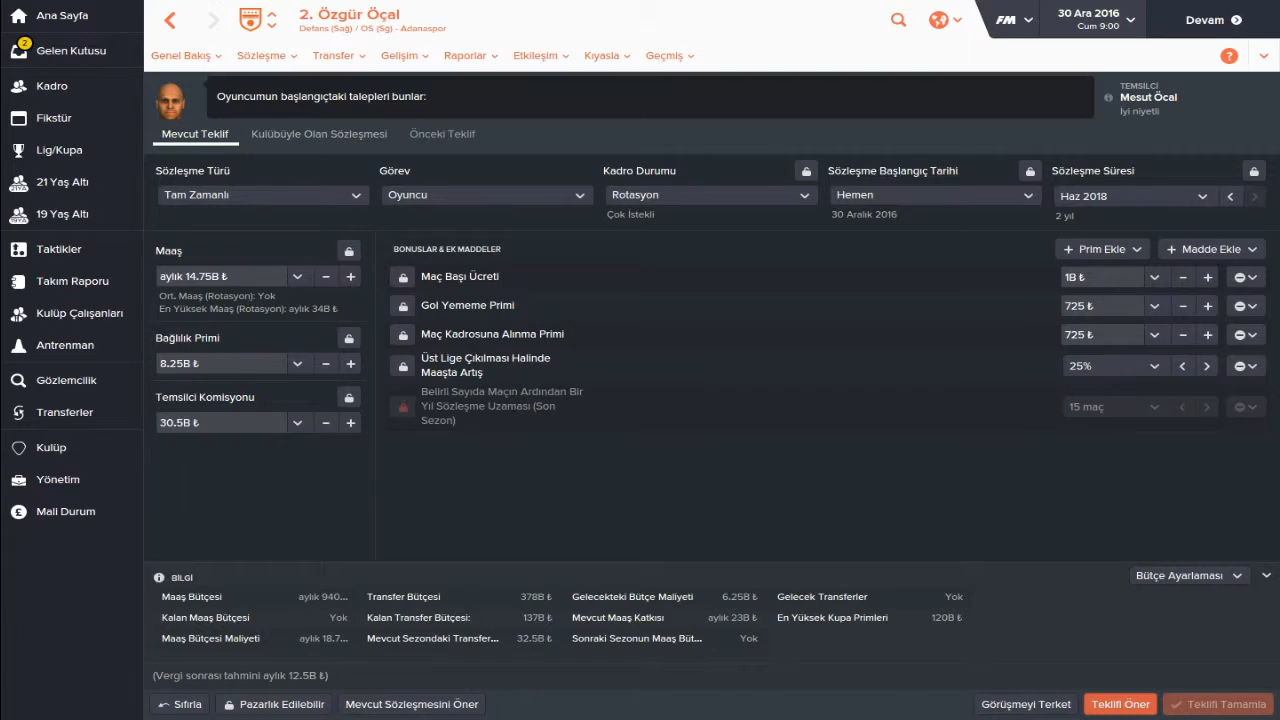 Ana Sayfa
2
Gelen Kutusu
Kadro
Fikstür
Lig/Kupa
21 Yaş Altı
19 Yaş Altı
Taktikler
Takım Raporu
Kulüp Çalışanları
Antrenman
Gözlemcilik
Transferler
Kulüp
Yönetim
Mali Durum
2. Özgür Öçal
Defans (Sağ) / OS (Sğ) - Adanaspor
FM
30 Ara 2016
Cum 9:00
Devam
Genel Bakış
Sözleşme
Transfer
Gelişim
Raporlar
Etkileşim
Kıyasla
Geçmiş
?
Oyuncumun başlangıçtaki talepleri bunlar:
TEMSİLCİ
Mesut Öcal
İyi niyetli
Mevcut Teklif
Kulübüyle Olan Sözleşmesi
Önceki Teklif
Sözleşme Türü
Tam Zamanlı
Görev
Oyuncu
Kadro Durumu
Rotasyon
Çok İstekli
Sözleşme Başlangıç Tarihi
Hemen
30 Aralık 2016
Sözleşme Süresi
Haz 2018
2 yıl
Maaş
aylık 14.75B ₺
Ort. Maaş (Rotasyon): Yok
En Yüksek Maaş (Rotasyon): aylık 34B ₺
Bağlılık Primi
8.25B ₺
Temsilci Komisyonu
30.5B ₺
BONUSLAR & EK MADDELER
+ Prim Ekle
+ Madde Ekle
Maç Başı Ücreti
1B ₺
Gol Yememe Primi
725 ₺
Maç Kadrosuna Alınma Primi
725 ₺
Üst Lige Çıkılması Halinde
Maaşta Artış
25%
Belirli Sayıda Maçın Ardından Bir
Yıl Sözleşme Uzaması (Son
Sezon)
15 maç
BİLGİ
Bütçe Ayarlaması
Maaş Bütçesi aylık 940...
Transfer Bütçesi 378B ₺
Gelecekteki Bütçe Maliyeti 6.25B ₺
Gelecek Transferler Yok
Kalan Maaş Bütçesi Yok
Kalan Transfer Bütçesi: 137B ₺
Mevcut Maaş Katkısı aylık 23B ₺
En Yüksek Kupa Primleri 120B ₺
Maaş Bütçesi Maliyeti aylık 18.7...
Mevcut Sezondaki Transfer... 32.5B ₺
Sonraki Sezonun Maaş Büt... Yok
(Vergi sonrası tahmini aylık 12.5B ₺)
Sıfırla
Pazarlık Edilebilir
Mevcut Sözleşmesini Öner
Görüşmeyi Terket
Teklifi Öner
Teklifi Tamamla